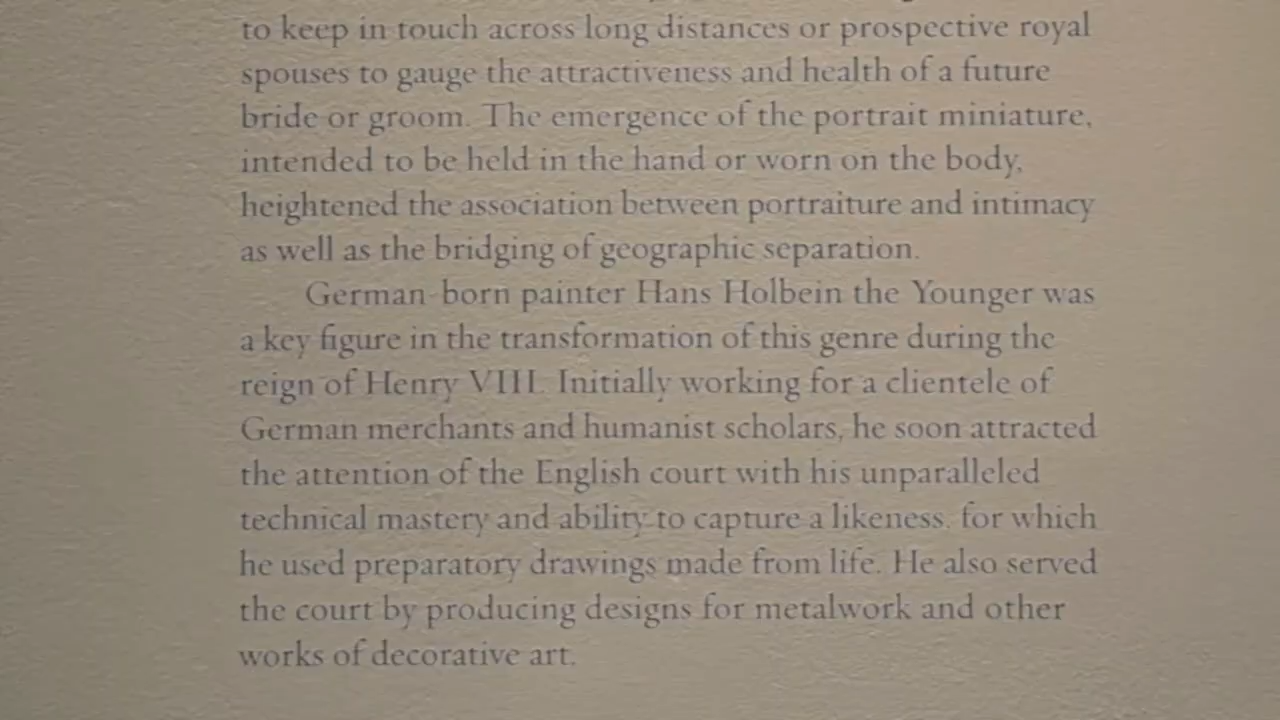 to keep in touch across long distances or prospective royal
spouses to gauge the attractiveness and health of a future
bride or groom. The emergence of the portrait miniature,
intended to be held in the hand or worn on the body,
heightened the association between portraiture and intimacy
as well as the bridging of geographic separation.
German-born painter Hans Holbein the Younger was
a key figure in the transformation of this genre during the
reign of Henry VIII. Initially working for a clientele of
German merchants and humanist scholars, he soon attracted
the attention of the English court with his unparalleled
technical mastery and ability to capture a likeness, for which
he used preparatory drawings made from life. He also served
the court by producing designs for metalwork and other
works of decorative art.